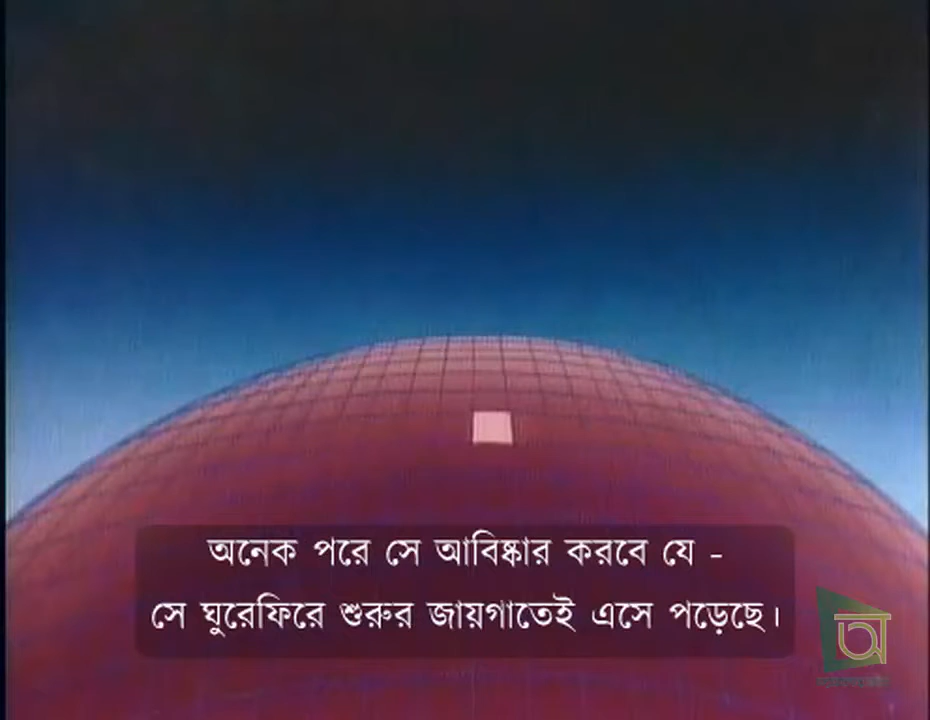 অনেক পরে সে আবিষ্কার করবে যে -
সে ঘুরেফিরে শুরুর জায়গাতেই এসে পড়েছে।
অ